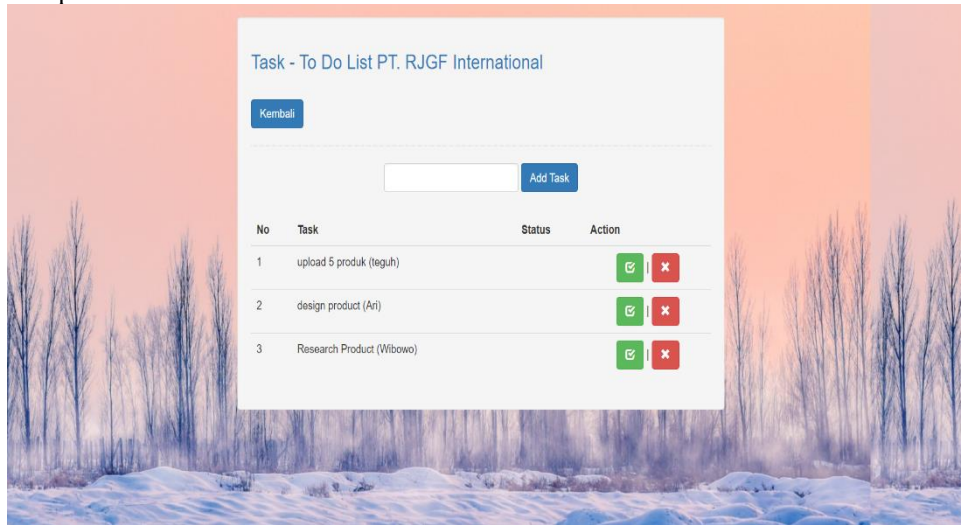 Task - To Do List PT. RJGF International
Kembali
Add Task
No Task Status Action
1 upload 5 produk (teguh) |
2 design product (Ari) |
3 Research Product (Wibowo) |